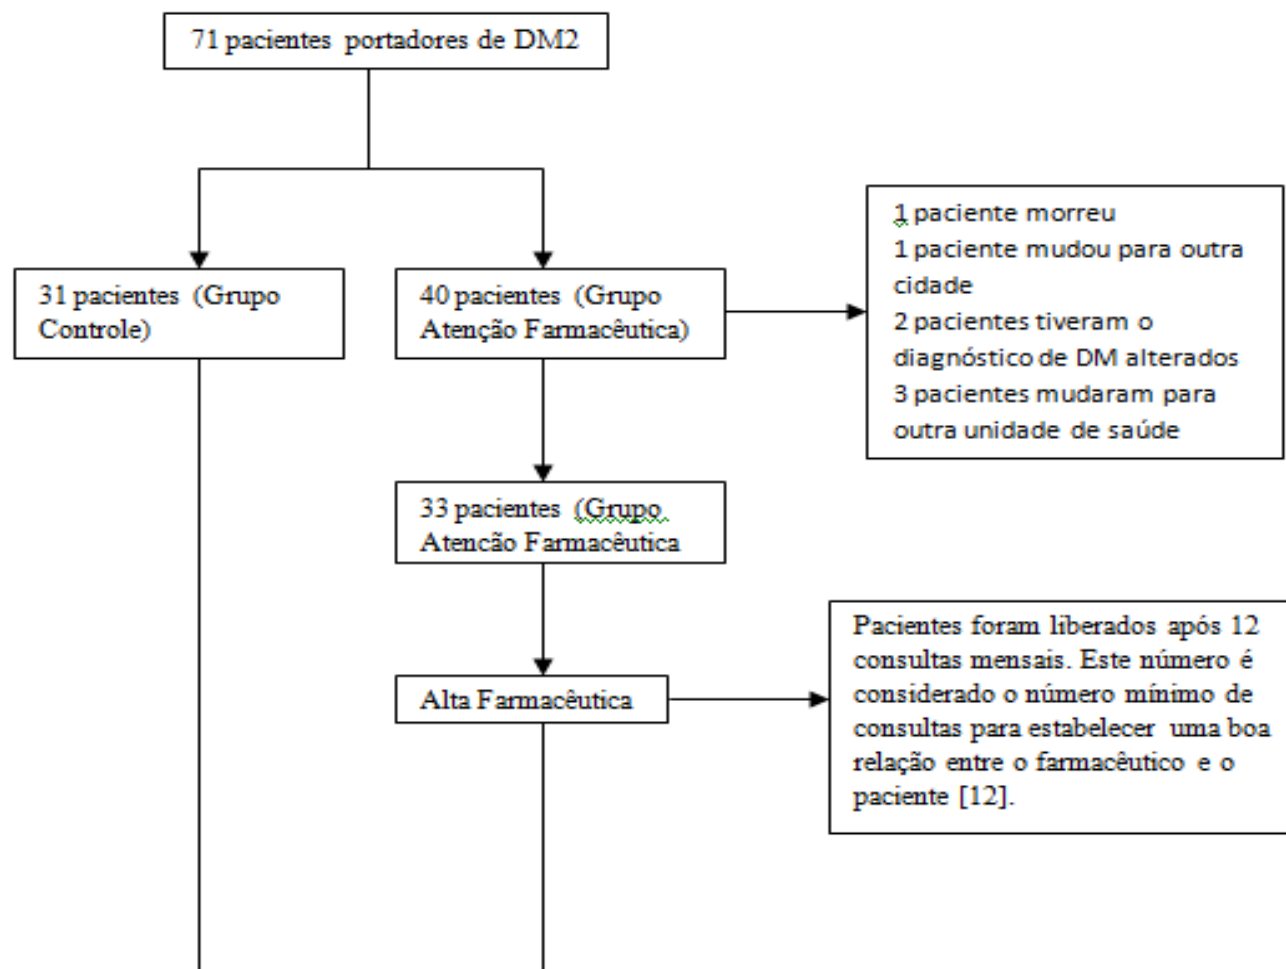 71 pacientes portadores de DM2
31 pacientes (Grupo
Controle)
40 pacientes (Grupo
Atenção Farmacêutica)
1 paciente morreu
1 paciente mudou para outra
cidade
2 pacientes tiveram o
diagnóstico de DM alterados
3 pacientes mudaram para
outra unidade de saúde
33 pacientes (Grupo
Atencão Farmacêutica
Alta Farmacêutica
Pacientes foram liberados após 12
consultas mensais. Este número é
considerado o número mínimo de
consultas para estabelecer uma boa
relação entre o farmacêutico e o
paciente [12].